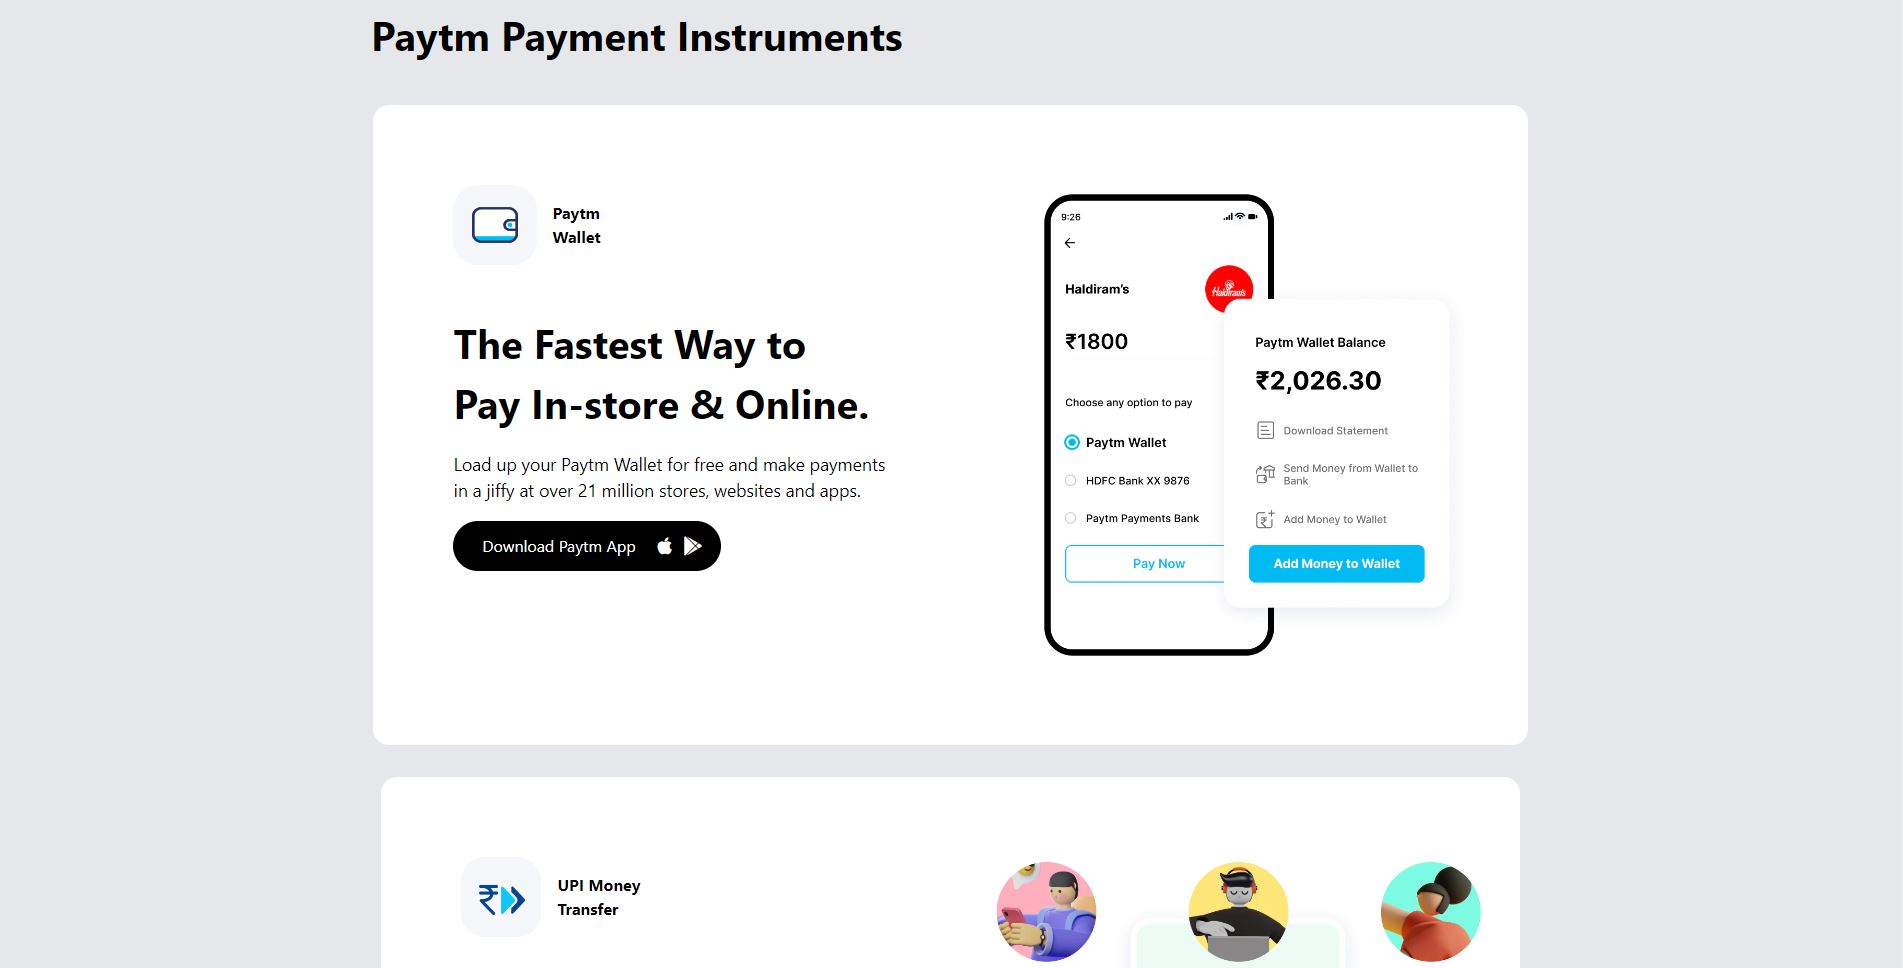 Paytm Payment Instruments
Paytm
Wallet
The Fastest Way to
Pay In-store & Online.
Load up your Paytm Wallet for free and make payments
in a jiffy at over 21 million stores, websites and apps.
Download Paytm App
9:26
Haldiram's
Haldiram's
₹1800
Choose any option to pay
Paytm Wallet
HDFC Bank XX 9876
Paytm Payments Bank
Pay Now
Paytm Wallet Balance
₹2,026.30
Download Statement
Send Money from Wallet to
Bank
Add Money to Wallet
Add Money to Wallet
UPI Money
Transfer